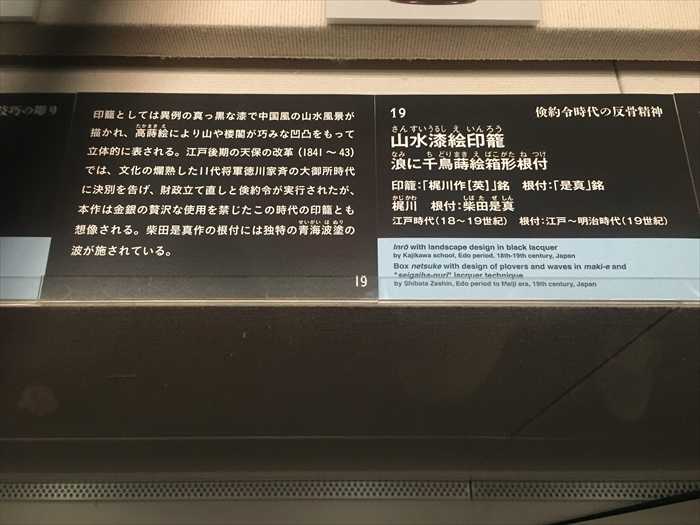 技巧の彫り
印籠としては異例の真っ黒な漆で中国風の山水風景が
たかまきえ
描かれ、高蒔絵により山や楼閣が巧みな凹凸をもって
立体的に表される。江戸後期の天保の改革(1841〜43)
では、文化の爛熟した11代将軍徳川家斉の大御所時代
に決別を告げ、財政立て直しと倹約令が実行されたが、
本作は金銀の贅沢な使用を禁じたこの時代の印籠とも
せいがい は ぬり
想像される。柴田是真作の根付には独特の青海波塗の
波が施されている。
19
19
倹約令時代の反骨精神
さんすいうるし え いんろう
山水漆絵印籠
なみ ち どりまき え ばこがた ね つけ
浪に千鳥蒔絵箱形根付
印籠:「梶川作[英]」銘 根付:「是真」銘
かじかわ しばた ぜ しん
梶川 根付:柴田是真
江戸時代(18〜19世紀) 根付:江戸〜明治時代(19世紀)
Inrō with landscape design in black lacquer
by Kajikawa school, Edo period, 18th-19th century, Japan
Box netsuke with design of plovers and waves in maki-e and
"seigaiha-nuri" lacquer technique
by Shibata Zeshin, Edo period to Meiji era, 19th century, Japan